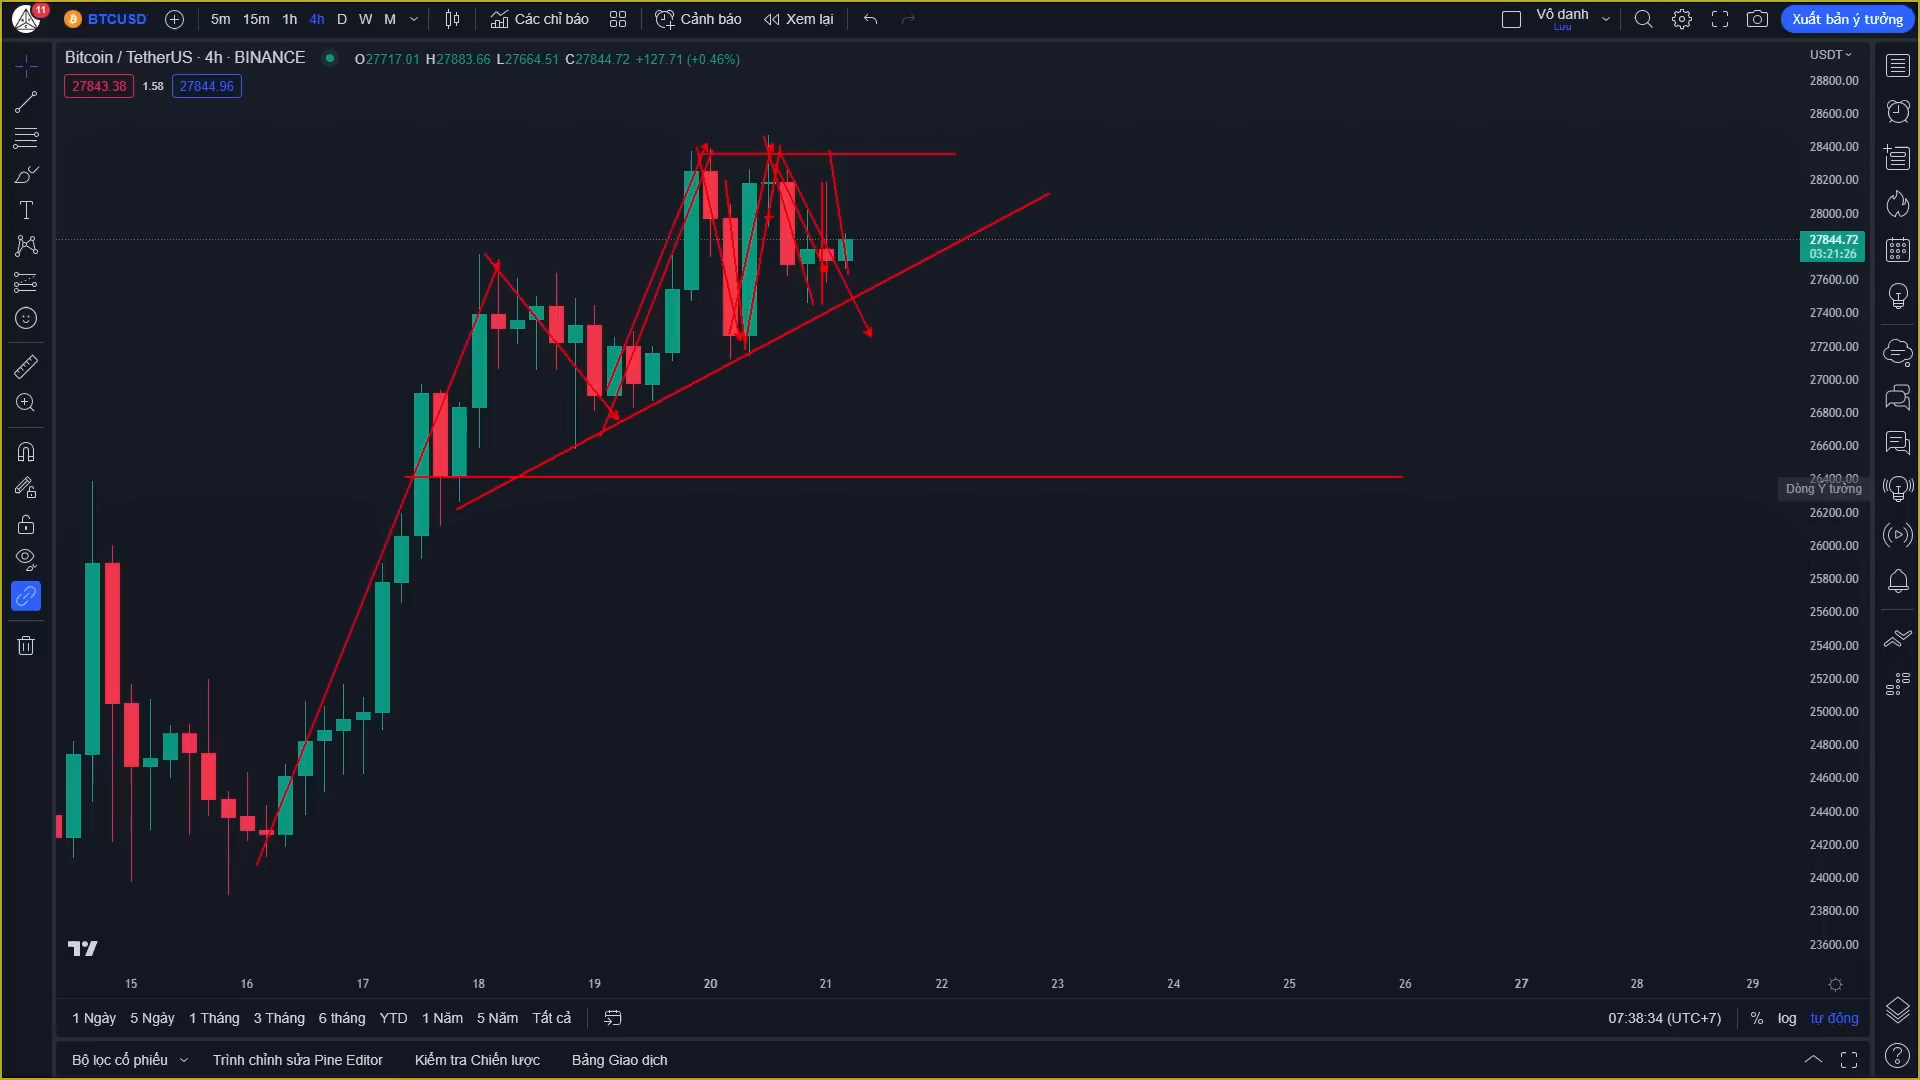 11
BTCUSD
5m 15m 1h 4h D W M
Các chỉ báo
Cảnh báo
Xem lại
Vô danh
Lưu
Xuất bản ý tưởng
Bitcoin / TetherUS · 4h · BINANCE
O27717.01 H27883.66 L27664.51 C27844.72 +127.71 (+0.46%)
27843.38 1.58 27844.96
USDT
28800.00
28600.00
28400.00
28200.00
28000.00
27844.72
03:21:26
27600.00
27400.00
27200.00
27000.00
26800.00
26600.00
26400.00
Dòng Ý tưởng
26200.00
26000.00
25800.00
25600.00
25400.00
25200.00
25000.00
24800.00
24600.00
24400.00
24200.00
24000.00
23800.00
23600.00
15 16 17 18 19 20 21 22 23 24 25 26 27 28 29
1 Ngày 5 Ngày 1 Tháng 3 Tháng 6 tháng YTD 1 Năm 5 Năm Tất cả
07:38:34 (UTC+7) % log tự động
Bộ lọc cổ phiếu Trình chỉnh sửa Pine Editor Kiểm tra Chiến lược Bảng Giao dịch